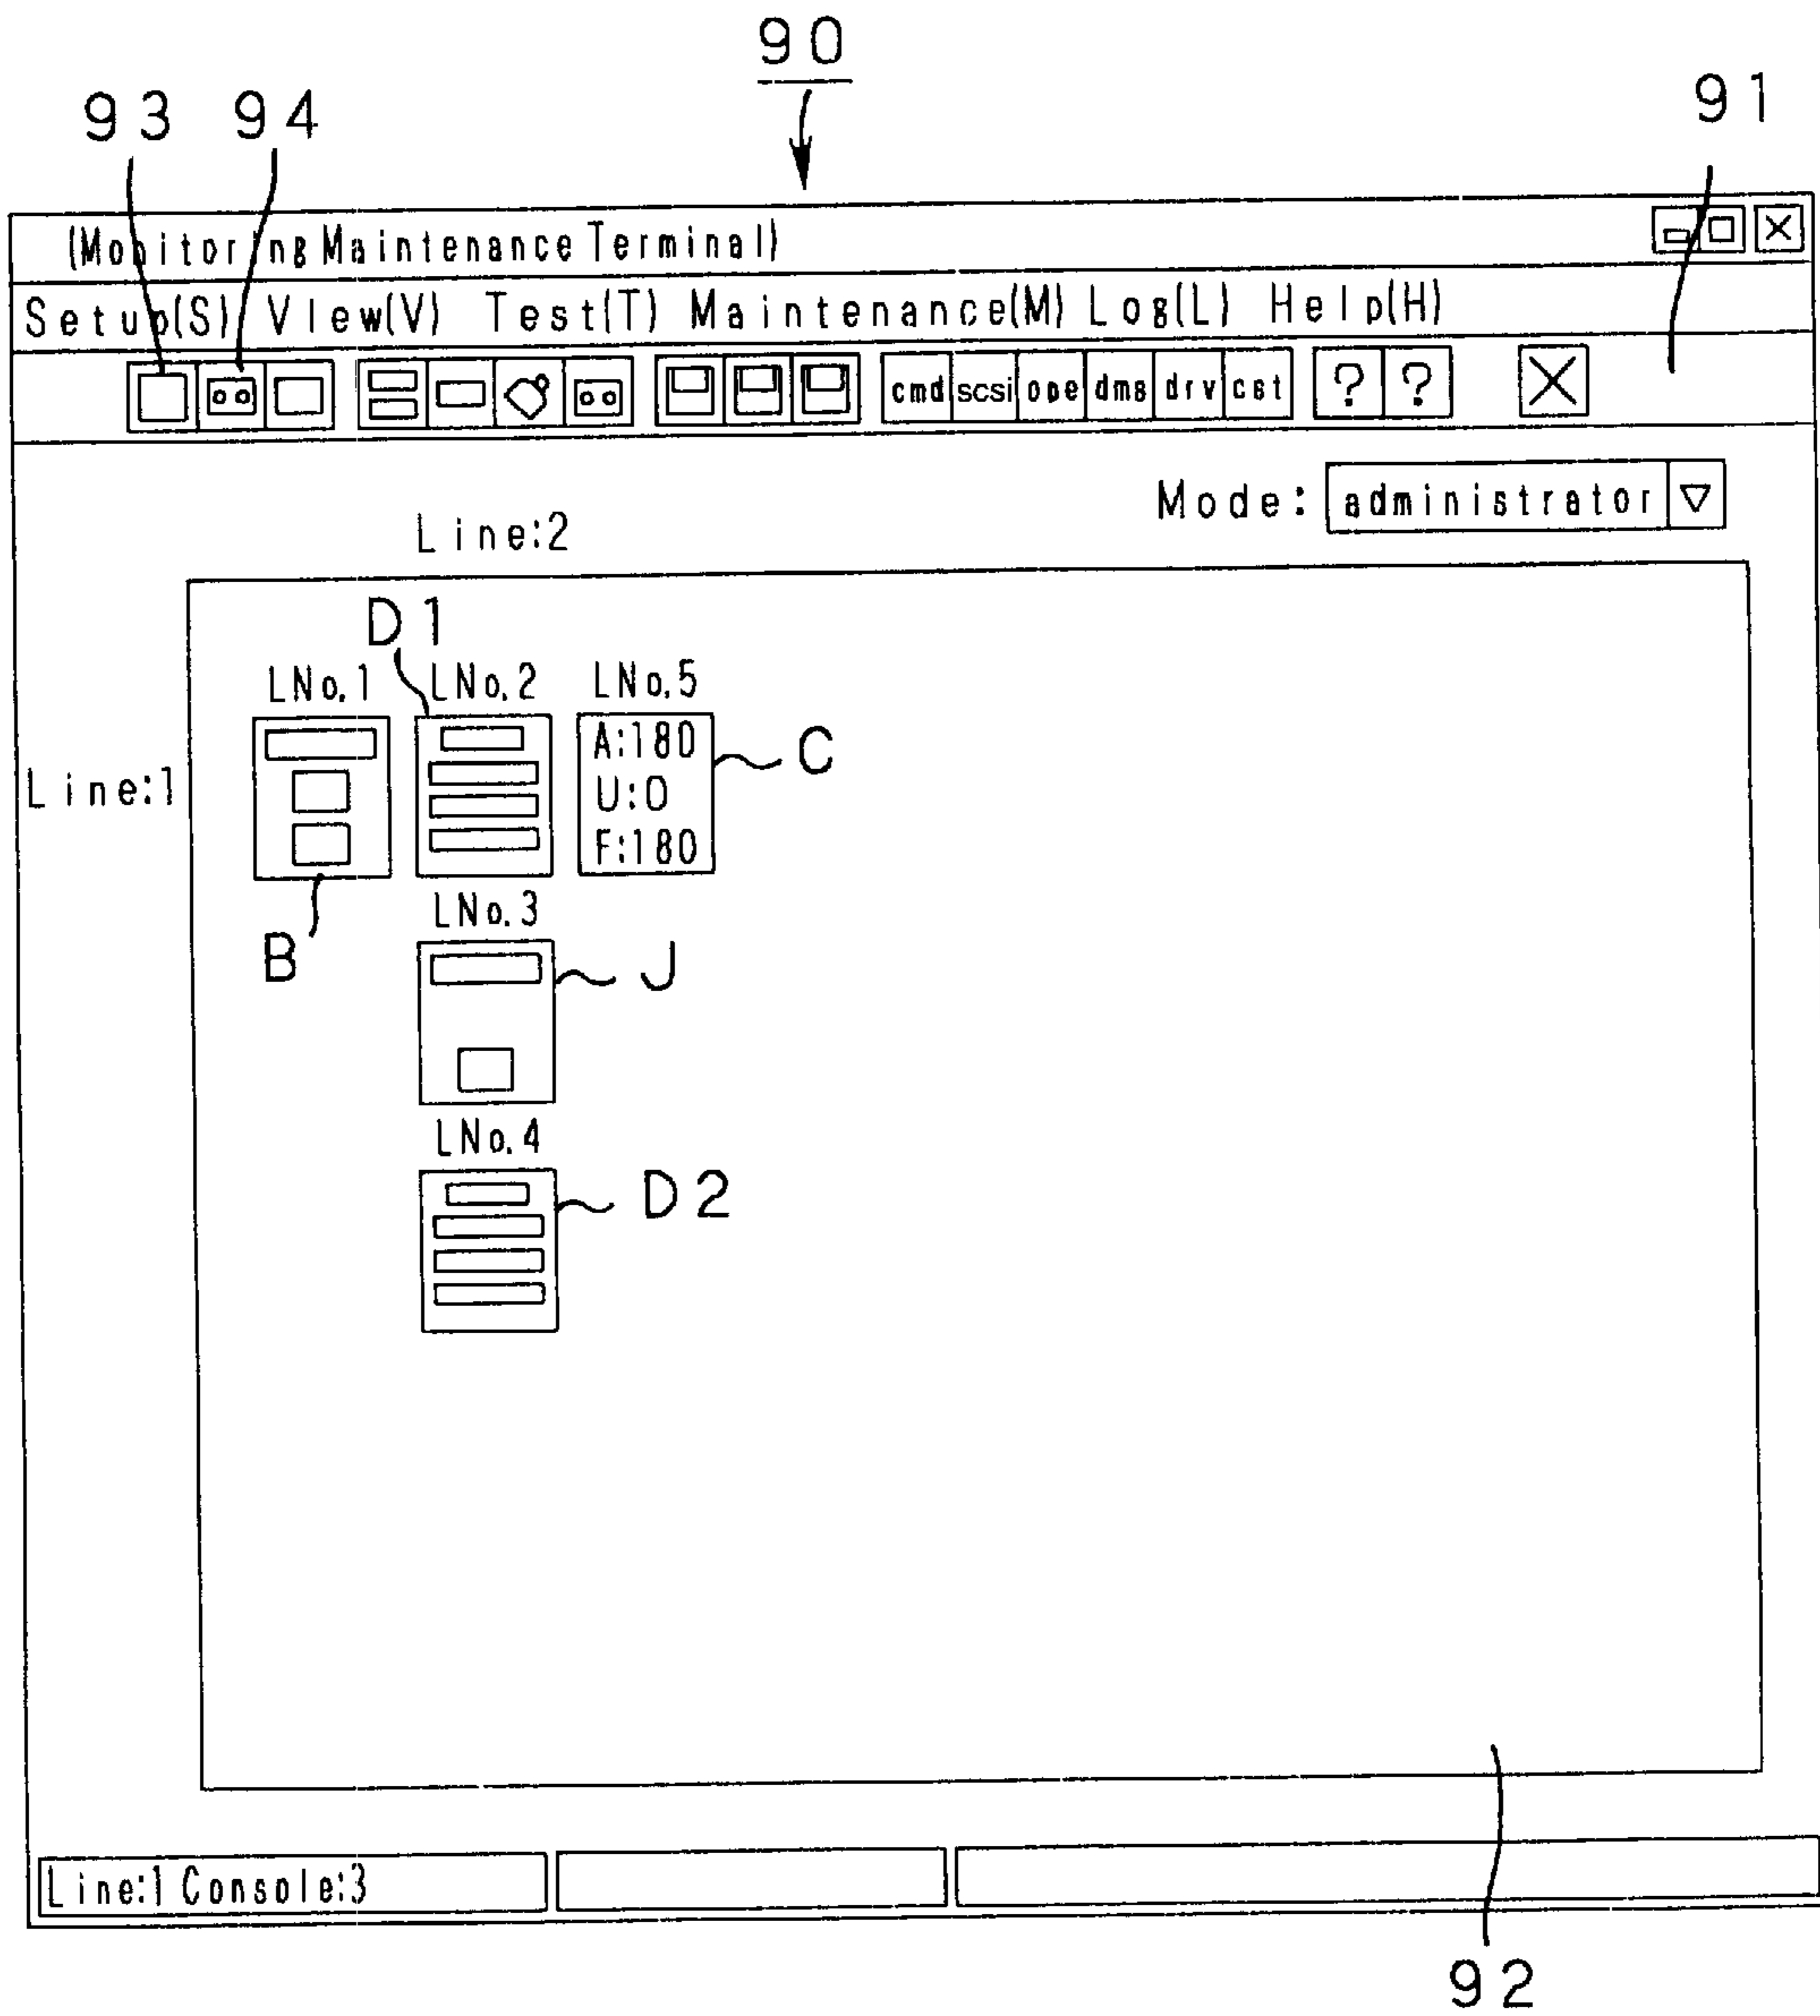 90
93 94 91
(Monitoring Maintenance Terminal)
Setup(S) VIew(V) Test(T) Maintenance(M) Log(L) Help(H)
cmd scsi ope dms drv cst ? ?
Mode: administrator
Line:2
D1
LNo.1 LNo.2 LNo.5
A:180
U:0
F:180
C
Line:1
LNo.3
B
J
LNo.4
D2
Line:1 Console:3
92